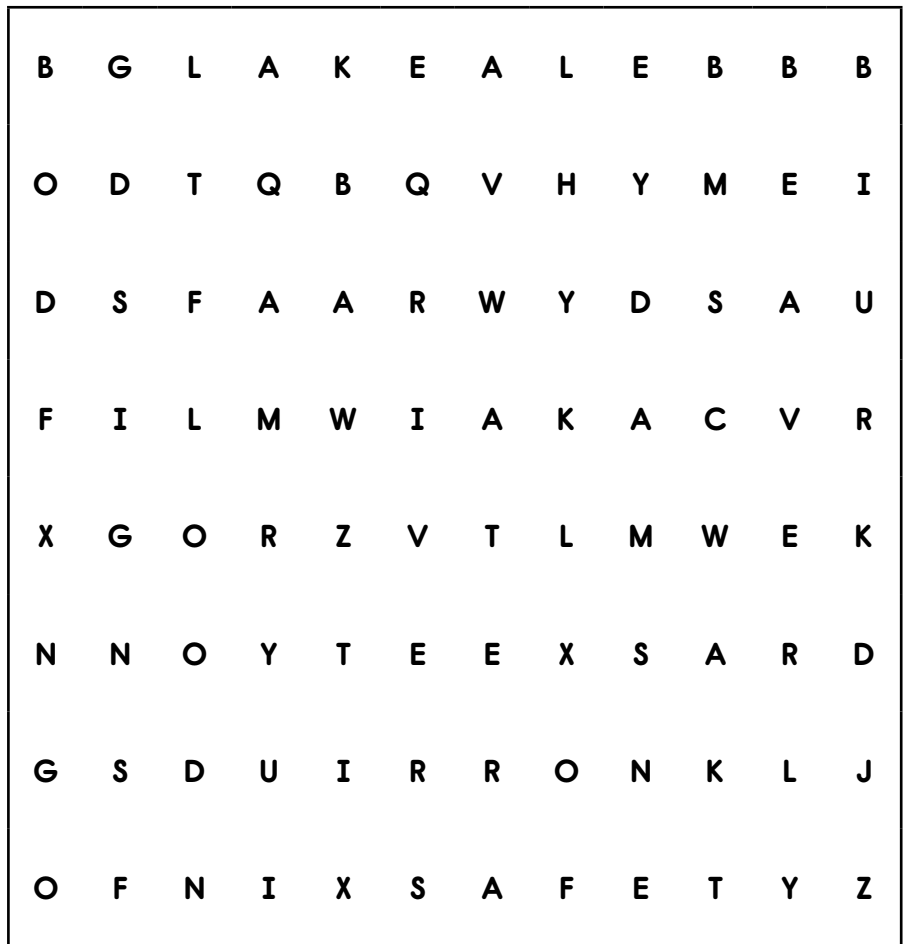 B G L A K E A L E B B B
O D T Q B Q V H Y M E I
D S F A A R W Y D S A U
F I L M W I A K A C V R
X G O R Z V T L M W E K
N N O Y T E E X S A R D
G S D U I R R O N K L J
O F N I X S A F E T Y Z